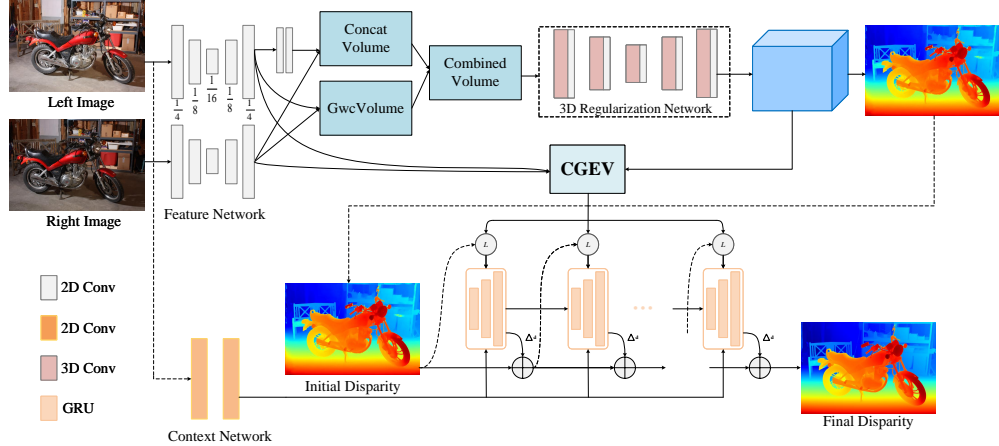 Left Image
Right Image
1/4
1/8
1/16
1/8
1/4
Feature Network
Concat
Volume
GwcVolume
Combined
Volume
3D Regularization Network
CGEV
L
L
L
Δd
Δd
Δd
Initial Disparity
Final Disparity
2D Conv
2D Conv
3D Conv
GRU
Context Network